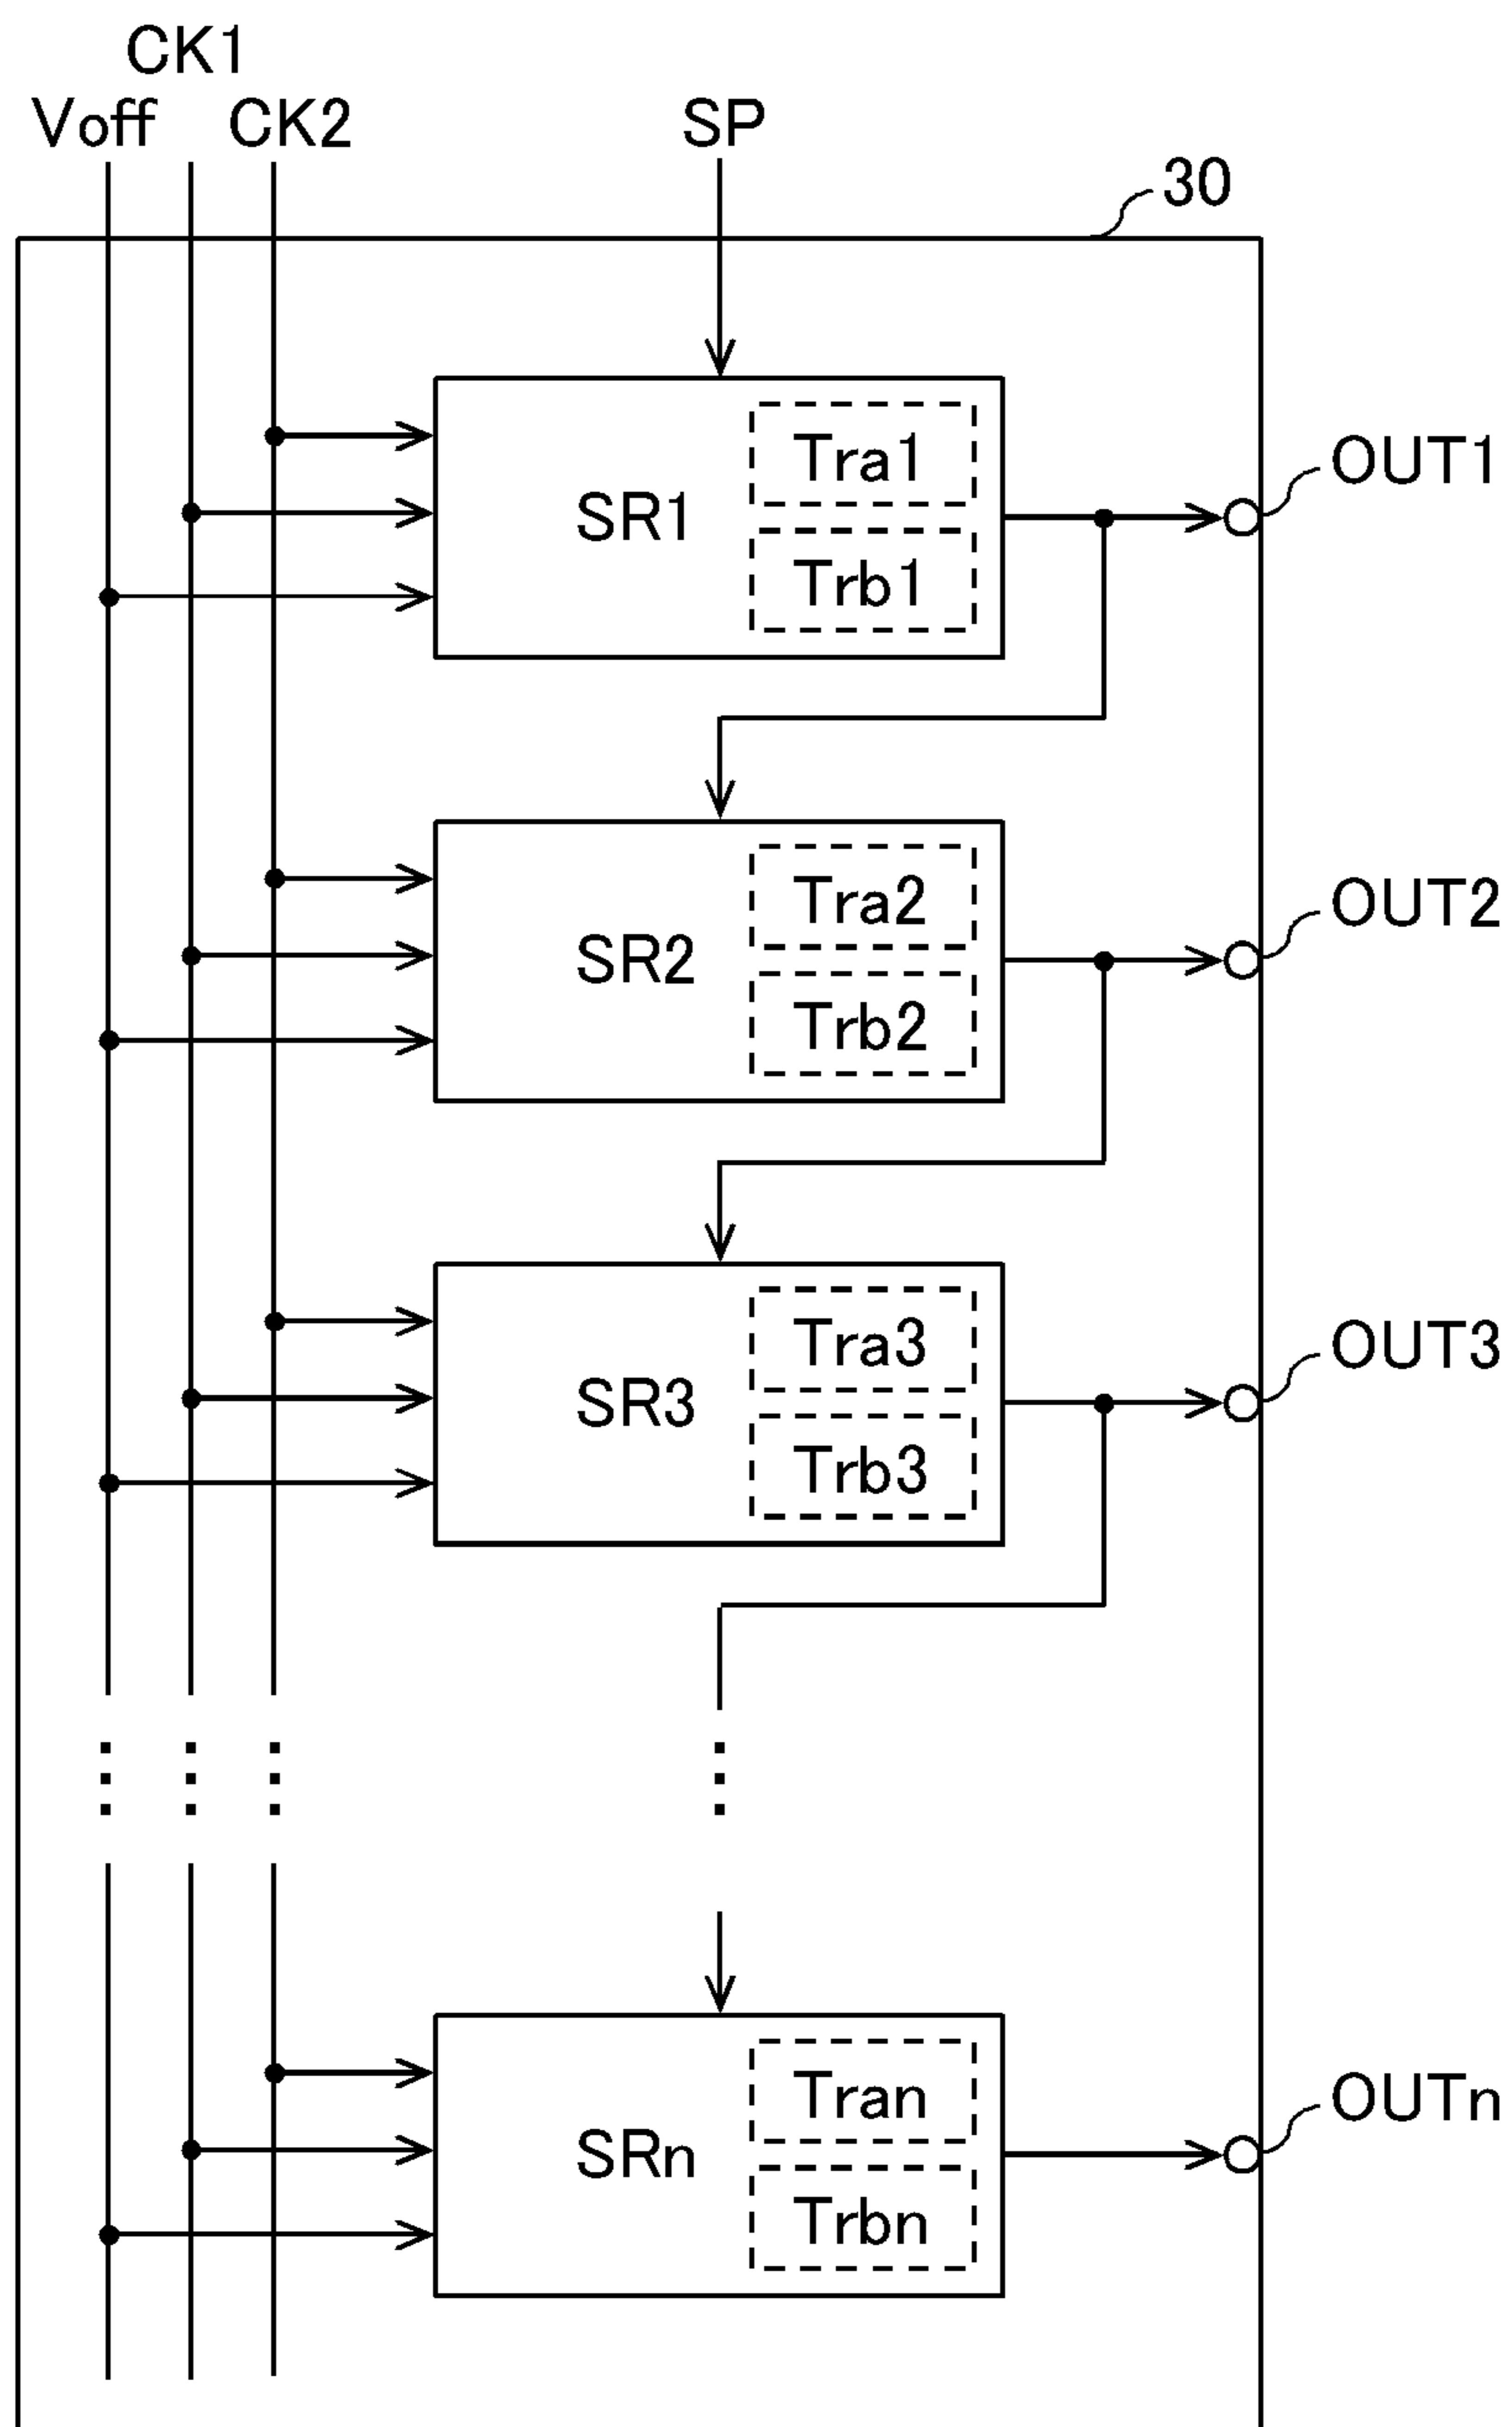 CK1
Voff
CK2
SP
30
Tra1
SR1
Trb1
OUT1
Tra2
SR2
Trb2
OUT2
Tra3
SR3
Trb3
OUT3
Tran
SRn
Trbn
OUTn